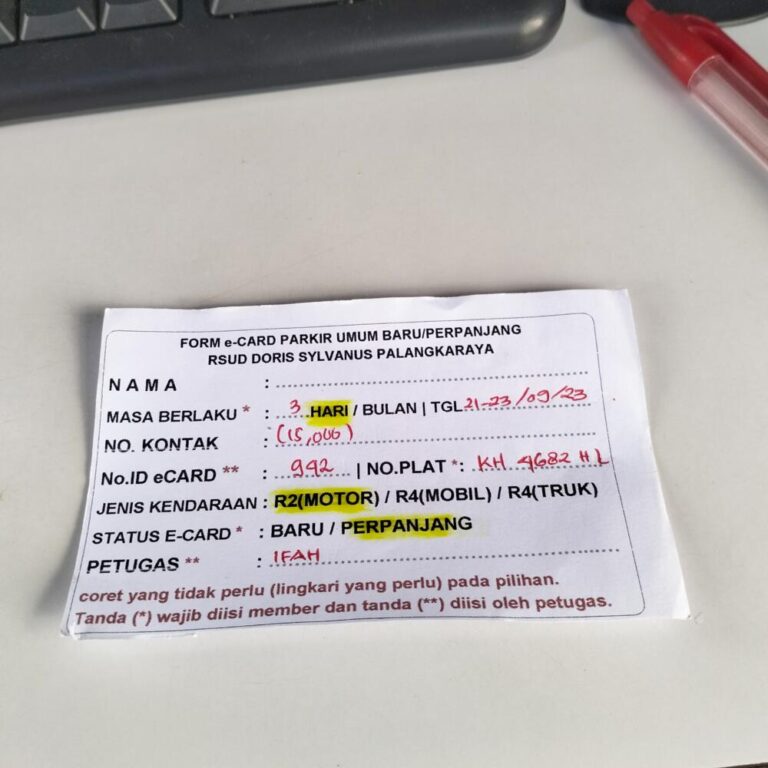 FORM e-CARD PARKIR UMUM BARU/PERPANJANG
RSUD DORIS SYLVANUS PALANGKARAYA
NAMA :
MASA BERLAKU * : 3 HARI / BULAN | TGL 21-23/09/23
NO. KONTAK : (15,000)
No.ID eCARD ** : 942 | NO.PLAT *: KH 4682 HL
JENIS KENDARAAN : R2(MOTOR) / R4(MOBIL) / R4(TRUK)
STATUS E-CARD * : BARU / PERPANJANG
PETUGAS ** : IFAH
coret yang tidak perlu (lingkari yang perlu) pada pilihan.
Tanda (*) wajib diisi member dan tanda (**) diisi oleh petugas.